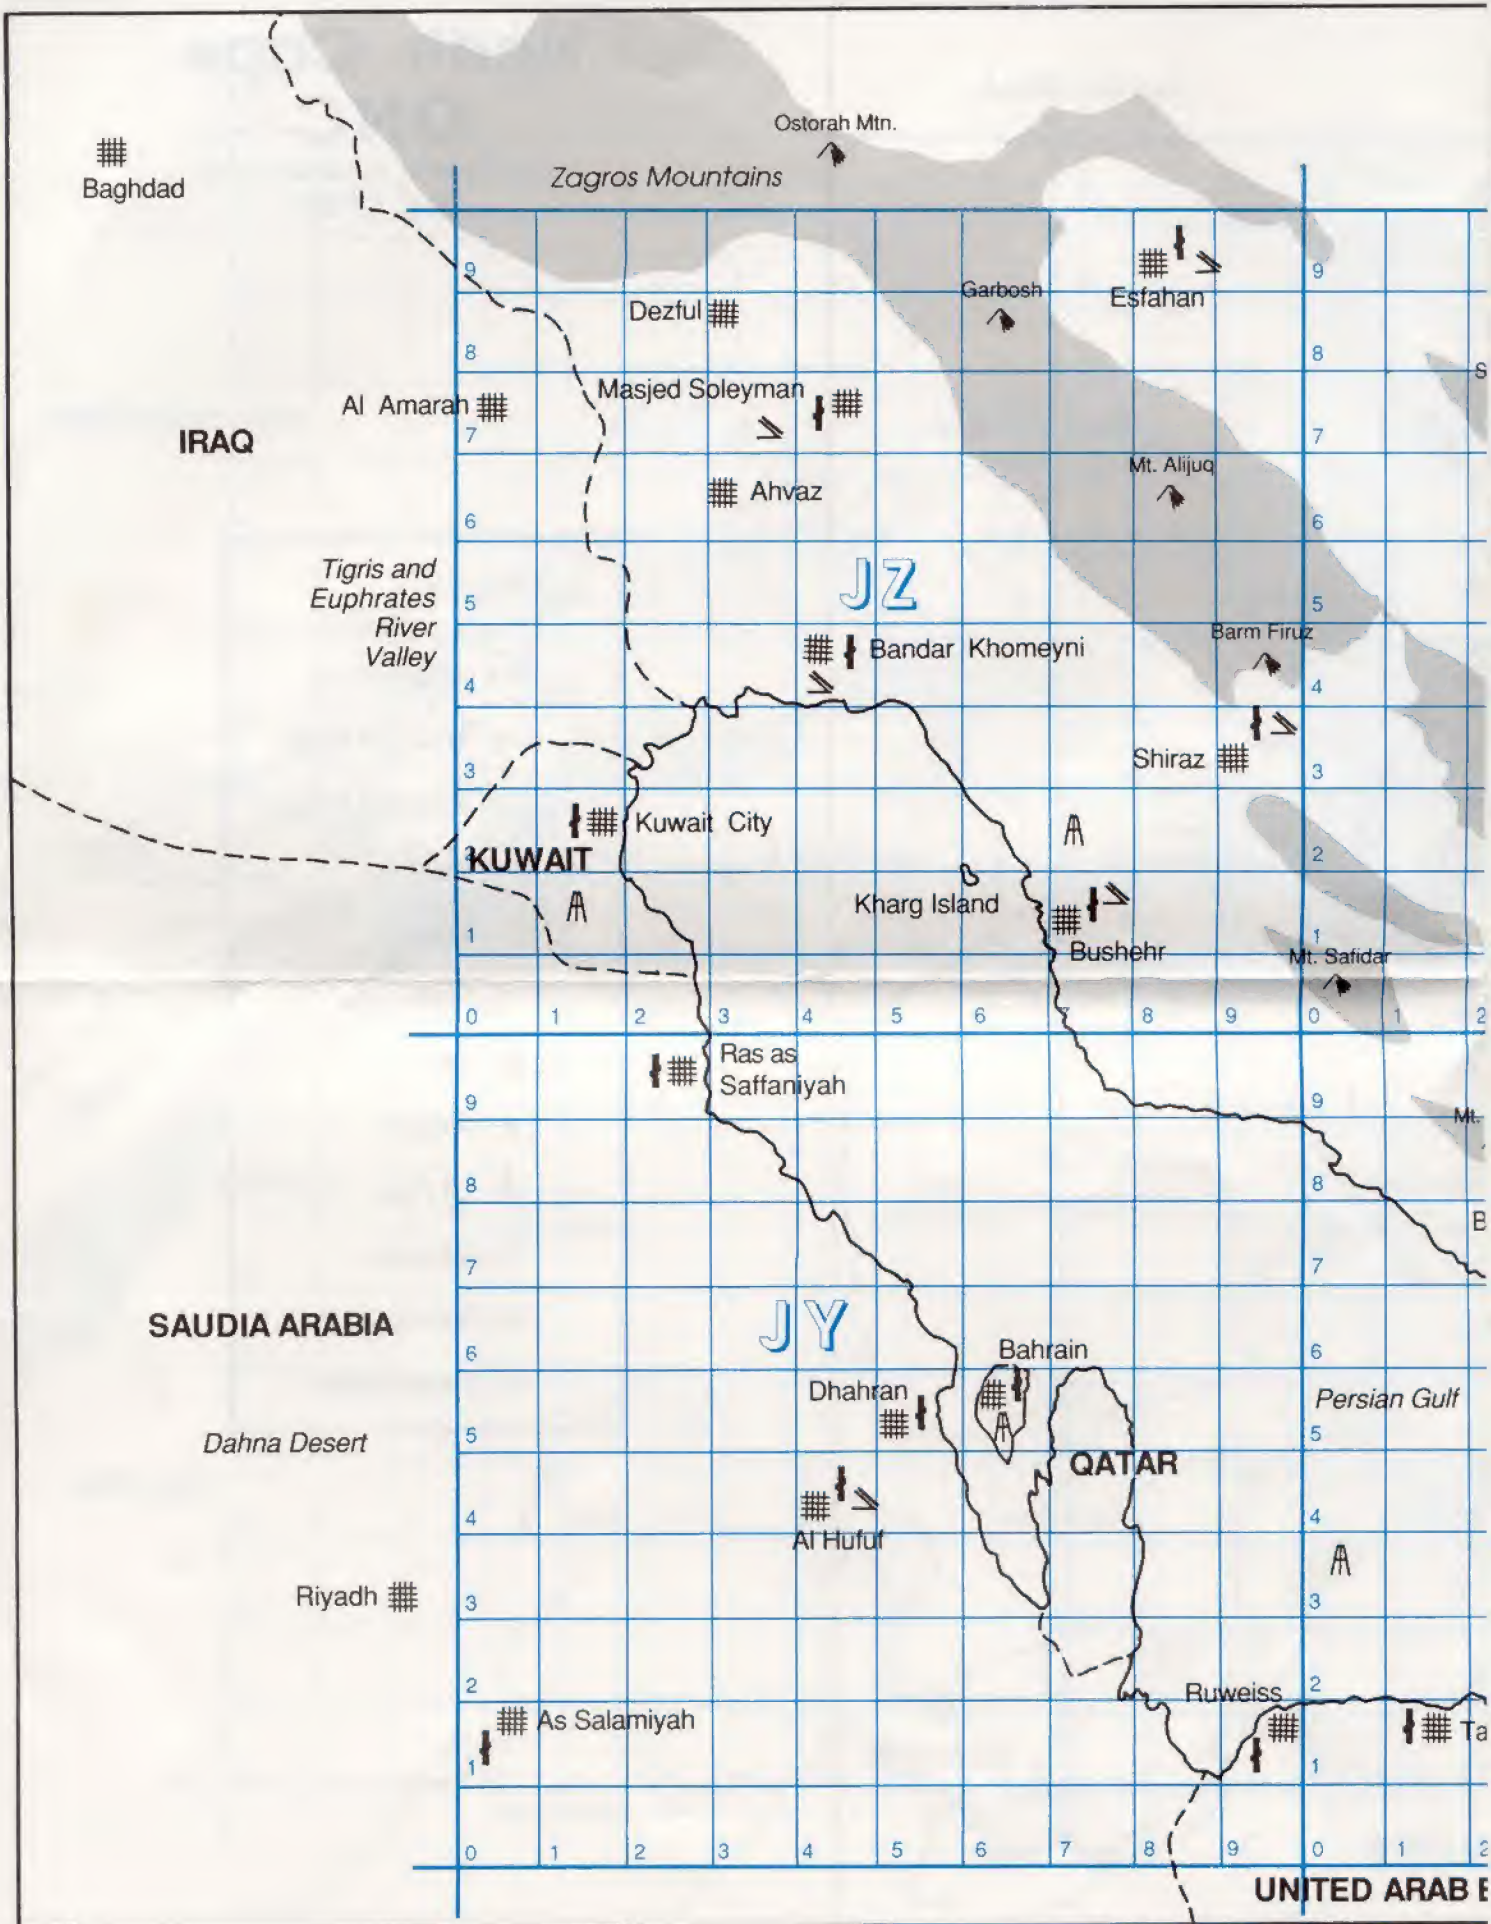 Ostorah Mtn.
Zagros Mountains
Baghdad
9
9
Garbosh
Esfahan
Dezful
8
8
S
Masjed Soleyman
Al Amarah
7
7
IRAQ
Mt. Alijuq
Ahvaz
6
6
Tigris and
Euphrates
River
Valley
JZ
5
5
Barm Firuz
Bandar Khomeyni
4
4
Shiraz
3
3
Kuwait City
2
KUWAIT
2
Kharg Island
1
1
Bushehr
Mt. Safidar
0 1 2 3 4 5 6 7 8 9 0 1 2
Ras as
Saffaniyah
9
9
Mt.
8
8
B
7
7
SAUDIA ARABIA
JY
6
6
Bahrain
Dhahran
Persian Gulf
Dahna Desert
5
5
QATAR
4
4
Al Hufuf
Riyadh
3
3
2
2
Ruweiss
As Salamiyah
Ta
1
1
0 1 2 3 4 5 6 7 8 9 0 1 2
UNITED ARAB E